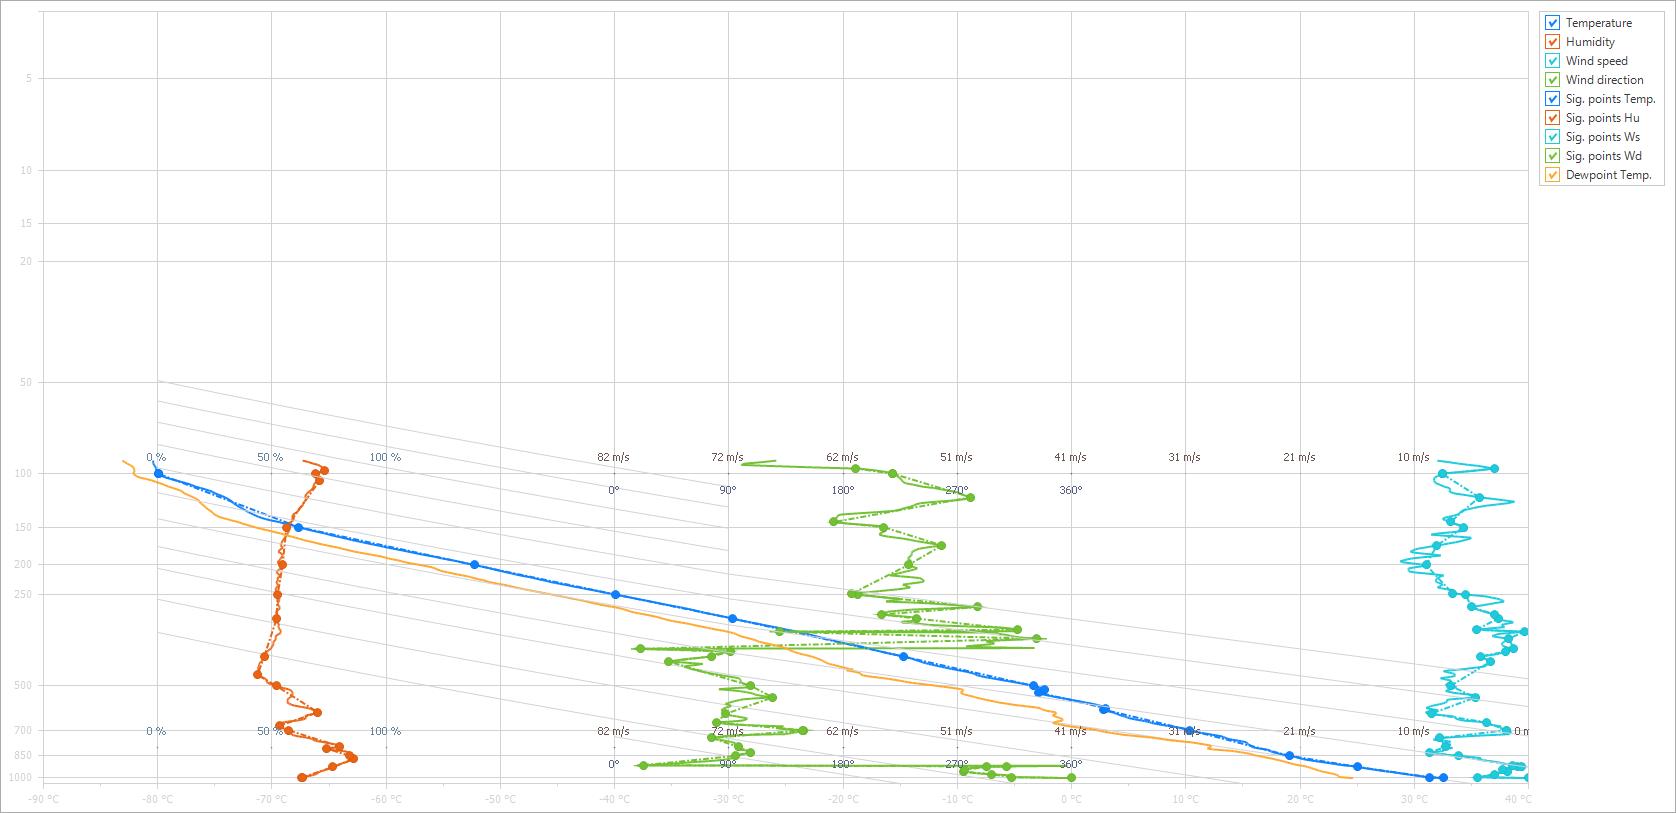 Temperature
Humidity
Wind speed
Wind direction
Sig. points Temp.
Sig. points Hu
Sig. points Ws
Sig. points Wd
Dewpoint Temp.
5
10
15
20
50
0 % 50 % 100 % 82 m/s 72 m/s 62 m/s 51 m/s 41 m/s 31 m/s 21 m/s 10 m/s
100
0° 90° 180° 270° 360°
150
200
250
500
700
0 % 50 % 100 % 82 m/s 72 m/s 62 m/s 51 m/s 41 m/s 31 m/s 21 m/s 10 m/s 0 m
850
0° 90° 180° 270° 360°
1000
-90 °C -80 °C -70 °C -60 °C -50 °C -40 °C -30 °C -20 °C -10 °C 0 °C 10 °C 20 °C 30 °C 40 °C